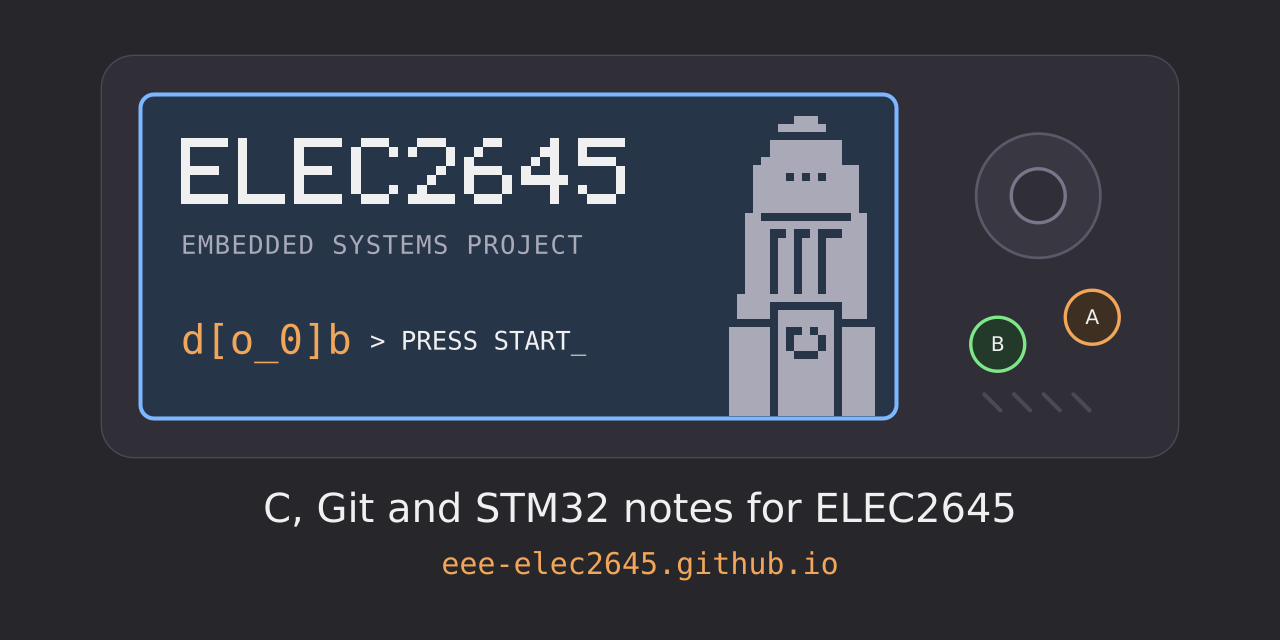 ELEC2645
EMBEDDED SYSTEMS PROJECT
d[o_0]b > PRESS START_
A
B
C, Git and STM32 notes for ELEC2645
eee-elec2645.github.io